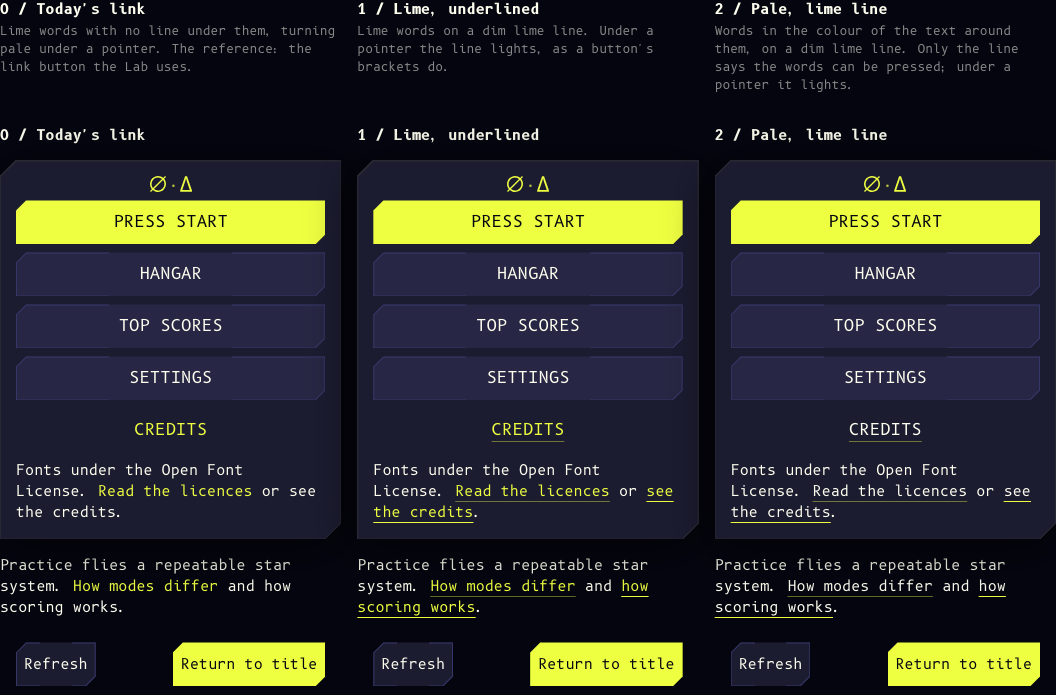 0 / Today's link
Lime words with no line under them, turning
pale under a pointer. The reference: the
link button the Lab uses.
1 / Lime, underlined
Lime words on a dim lime line. Under a
pointer the line lights, as a button's
brackets do.
2 / Pale, lime line
Words in the colour of the text around
them, on a dim lime line. Only the line
says the words can be pressed; under a
pointer it lights.
0 / Today's link
∅·Δ
PRESS START
HANGAR
TOP SCORES
SETTINGS
CREDITS
Fonts under the Open Font
License. Read the licences or see
the credits.
Practice flies a repeatable star
system. How modes differ and how
scoring works.
Refresh
Return to title
1 / Lime, underlined
∅·Δ
PRESS START
HANGAR
TOP SCORES
SETTINGS
CREDITS
Fonts under the Open Font
License. Read the licences or see
the credits.
Practice flies a repeatable star
system. How modes differ and how
scoring works.
Refresh
Return to title
2 / Pale, lime line
∅·Δ
PRESS START
HANGAR
TOP SCORES
SETTINGS
CREDITS
Fonts under the Open Font
License. Read the licences or see
the credits.
Practice flies a repeatable star
system. How modes differ and how
scoring works.
Refresh
Return to title